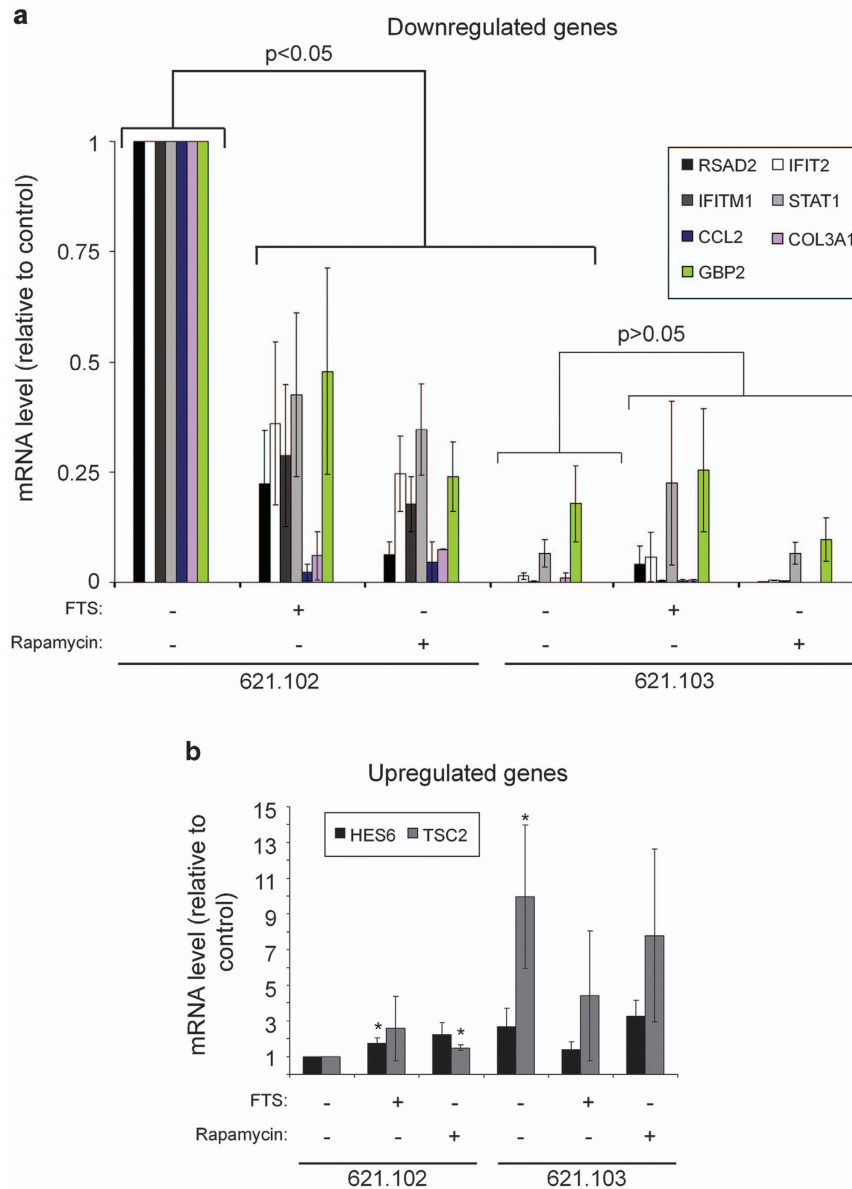 a
Downregulated genes
p<0.05
mRNA level (relative to control)
1
0.75
0.5
0.25
0
RSAD2 IFIT2
IFITM1 STAT1
CCL2 COL3A1
GBP2
p>0.05
FTS: - + - - + -
Rapamycin: - - + - - +
621.102 621.103
b
Upregulated genes
mRNA level (relative to
control)
15
13
11
9
7
5
3
1
HES6 TSC2
*
* *
FTS: - + - - + -
Rapamycin: - - + - - +
621.102 621.103